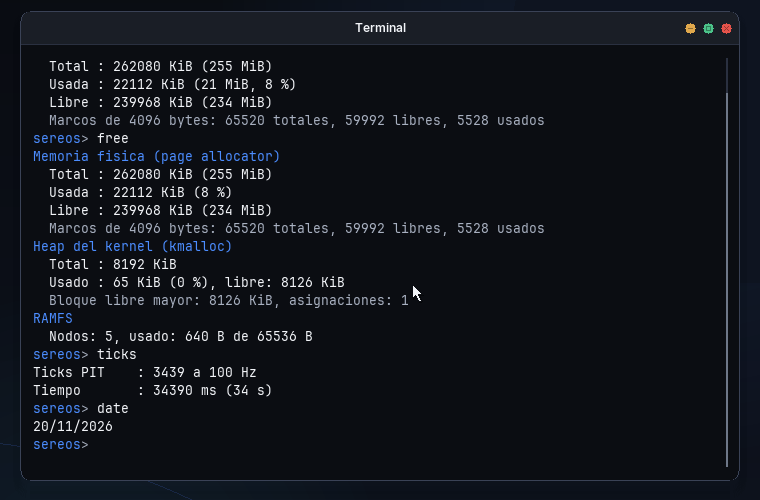 Terminal
Total : 262080 KiB (255 MiB)
Usada : 22112 KiB (21 MiB, 8 %)
Libre : 239968 KiB (234 MiB)
Marcos de 4096 bytes: 65520 totales, 59992 libres, 5528 usados
sereos> free
Memoria fisica (page allocator)
Total : 262080 KiB (255 MiB)
Usada : 22112 KiB (8 %)
Libre : 239968 KiB (234 MiB)
Marcos de 4096 bytes: 65520 totales, 59992 libres, 5528 usados
Heap del kernel (kmalloc)
Total : 8192 KiB
Usado : 65 KiB (0 %), libre: 8126 KiB
Bloque libre mayor: 8126 KiB, asignaciones: 1
RAMFS
Nodos: 5, usado: 640 B de 65536 B
sereos> ticks
Ticks PIT    : 3439 a 100 Hz
Tiempo       : 34390 ms (34 s)
sereos> date
20/11/2026
sereos>